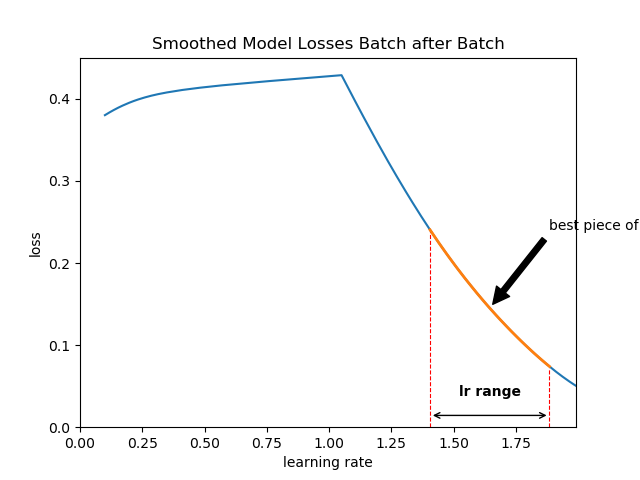 Smoothed Model Losses Batch after Batch
0.4
0.3
0.2
0.1
0.0
loss
best piece of
lr range
0.00 0.25 0.50 0.75 1.00 1.25 1.50 1.75
learning rate